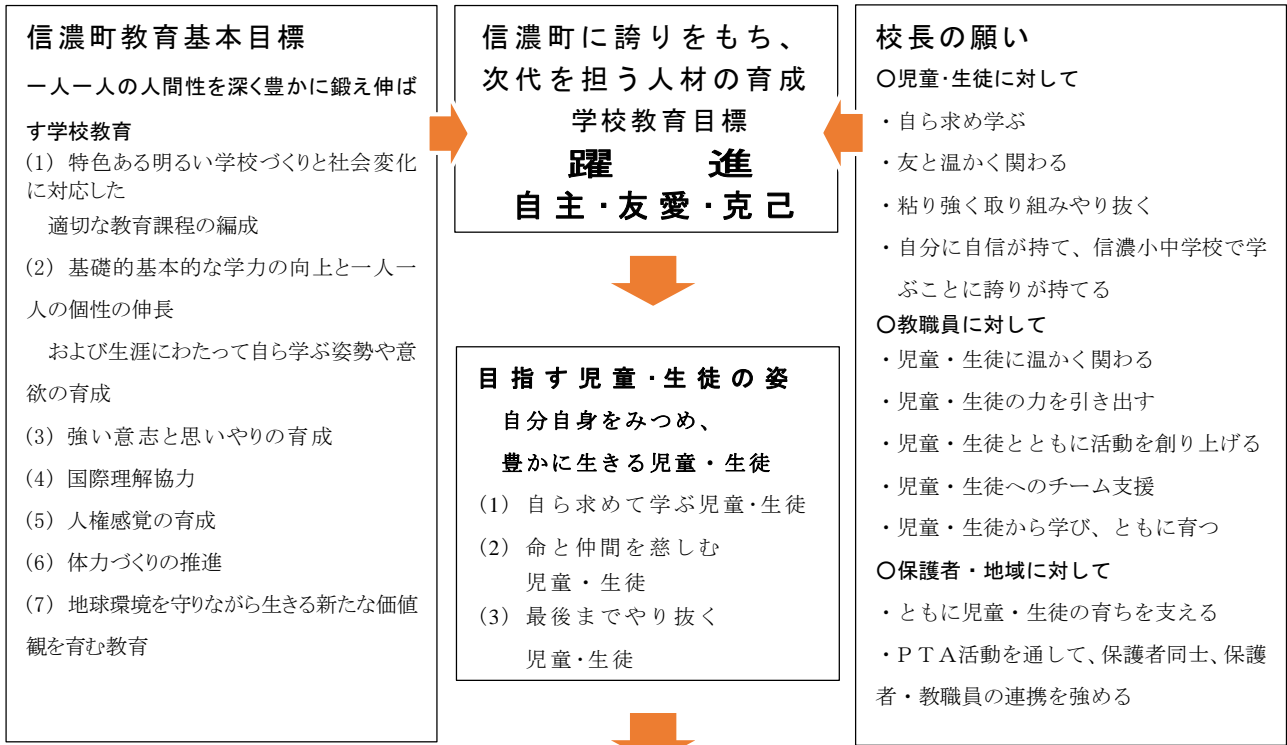 信濃町教育基本目標
一人一人の人間性を深く豊かに鍛え伸ば
す学校教育
(1) 特色ある明るい学校づくりと社会変化
に対応した
適切な教育課程の編成
(2) 基礎的基本的な学力の向上と一人一
人の個性の伸長
および生涯にわたって自ら学ぶ姿勢や意
欲の育成
(3) 強い意志と思いやりの育成
(4) 国際理解協力
(5) 人権感覚の育成
(6) 体力づくりの推進
(7) 地球環境を守りながら生きる新たな価値
観を育む教育
信濃町に誇りをもち、
次代を担う人材の育成
学校教育目標
躍 進
自主・友愛・克己
目指す児童・生徒の姿
自分自身をみつめ、
豊かに生きる児童・生徒
(1) 自ら求めて学ぶ児童・生徒
(2) 命と仲間を慈しむ
児童・生徒
(3) 最後までやり抜く
児童・生徒
校長の願い
〇児童・生徒に対して
・自ら求め学ぶ
・友と温かく関わる
・粘り強く取り組みやり抜く
・自分に自信が持て、信濃小中学校で学
ぶことに誇りが持てる
〇教職員に対して
・児童・生徒に温かく関わる
・児童・生徒の力を引き出す
・児童・生徒とともに活動を創り上げる
・児童・生徒へのチーム支援
・児童・生徒から学び、ともに育つ
〇保護者・地域に対して
・ともに児童・生徒の育ちを支える
・ＰＴＡ活動を通して、保護者同士、保護
者・教職員の連携を強める